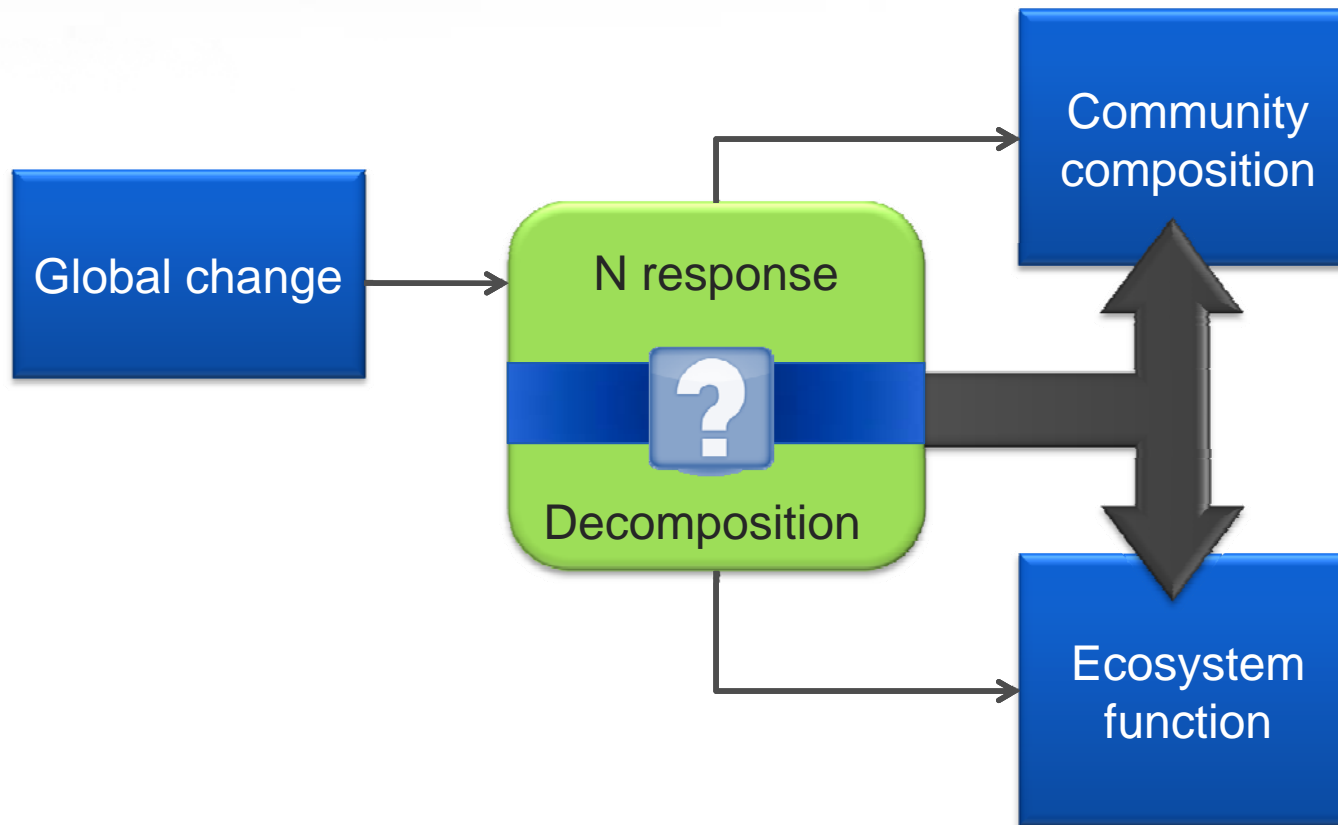 Global change
N response
?
Decomposition
Community
composition
Ecosystem
function